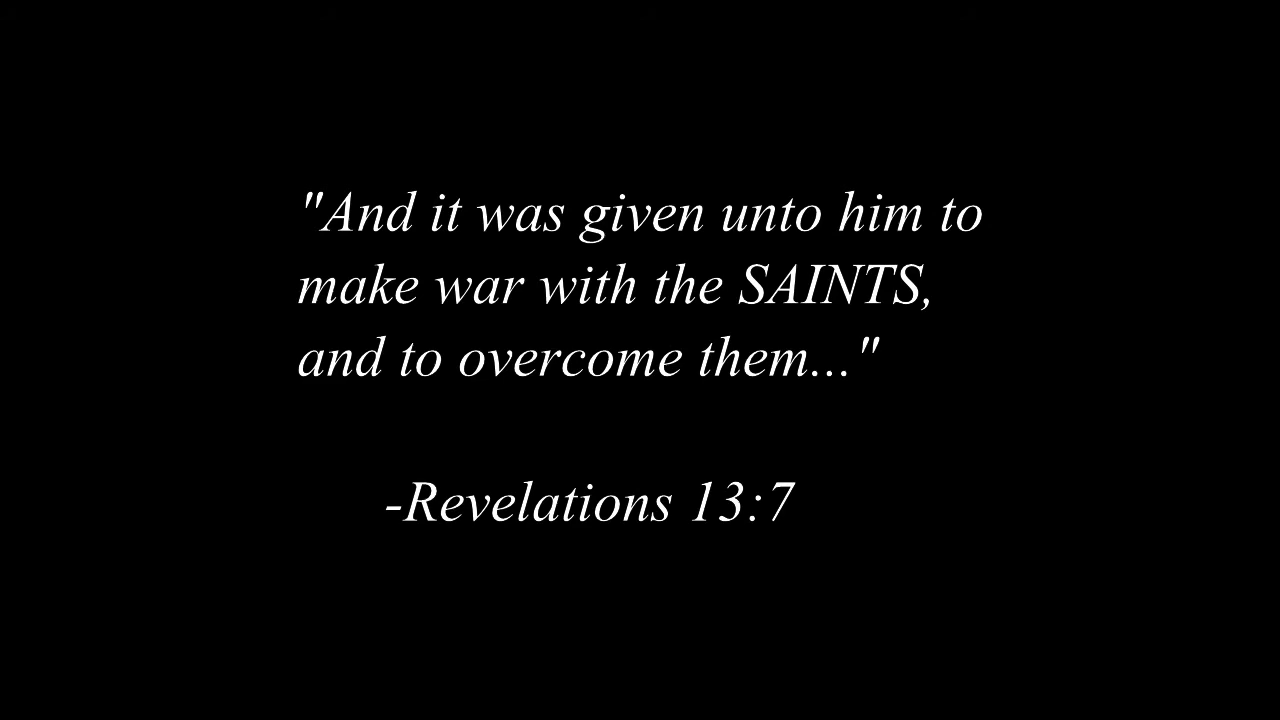 "And it was given unto him to
make war with the SAINTS,
and to overcome them..."
-Revelations 13:7